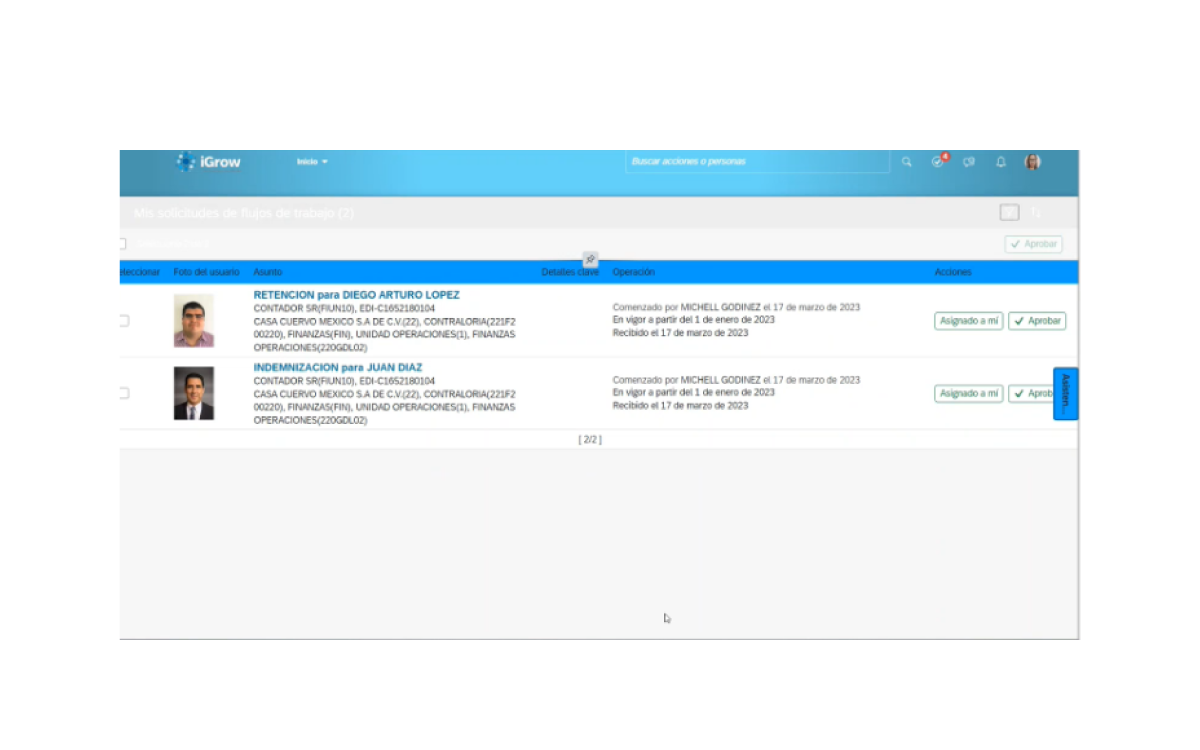 iGrow
Inicio
Buscar acciones o personas
4
Mis solicitudes de flujos de trabajo (2)
Aprobar
eleccionar Foto del usuario Asunto Detalles clave Operación Acciones
RETENCION para DIEGO ARTURO LOPEZ
CONTADOR SR(FIUN10), EDI-C1652180104
CASA CUERVO MEXICO S.A DE C.V.(22), CONTRALORIA(221F2
00220), FINANZAS(FIN), UNIDAD OPERACIONES(1), FINANZAS
OPERACIONES(220GDL02)
Comenzado por MICHELL GODINEZ el 17 de marzo de 2023
En vigor a partir del 1 de enero de 2023
Recibido el 17 de marzo de 2023
Asignado a mí Aprobar
INDEMNIZACION para JUAN DIAZ
CONTADOR SR(FIUN10), EDI-C1652180104
CASA CUERVO MEXICO S.A DE C.V.(22), CONTRALORIA(221F2
00220), FINANZAS(FIN), UNIDAD OPERACIONES(1), FINANZAS
OPERACIONES(220GDL02)
Comenzado por MICHELL GODINEZ el 17 de marzo de 2023
En vigor a partir del 1 de enero de 2023
Recibido el 17 de marzo de 2023
Asignado a mí Aprob
Asisten...
[ 2/2 ]